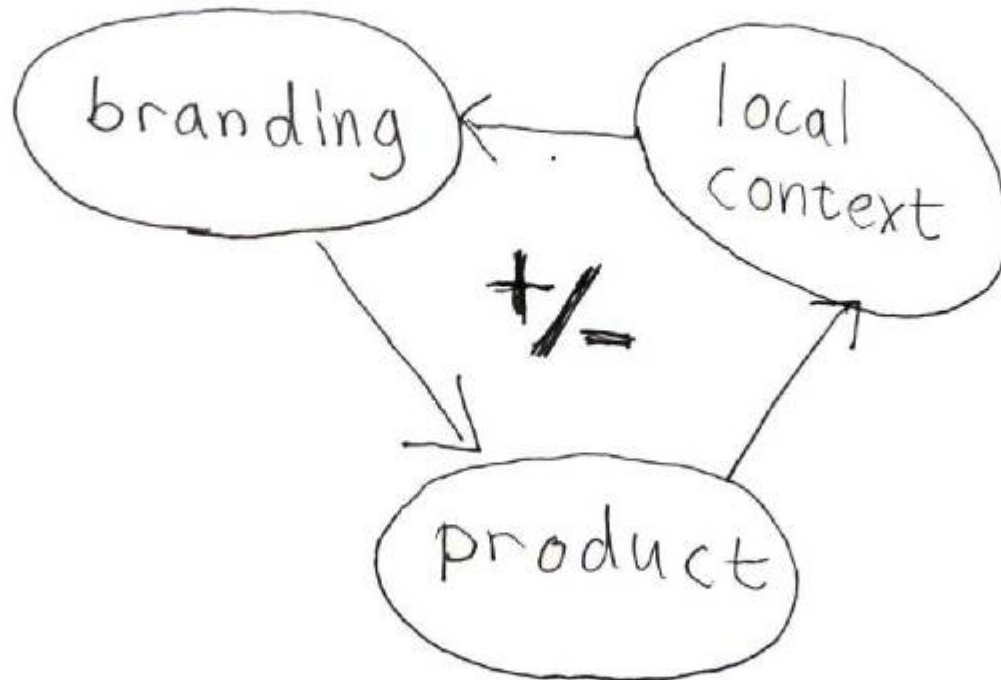 branding
local
context
+/-
product